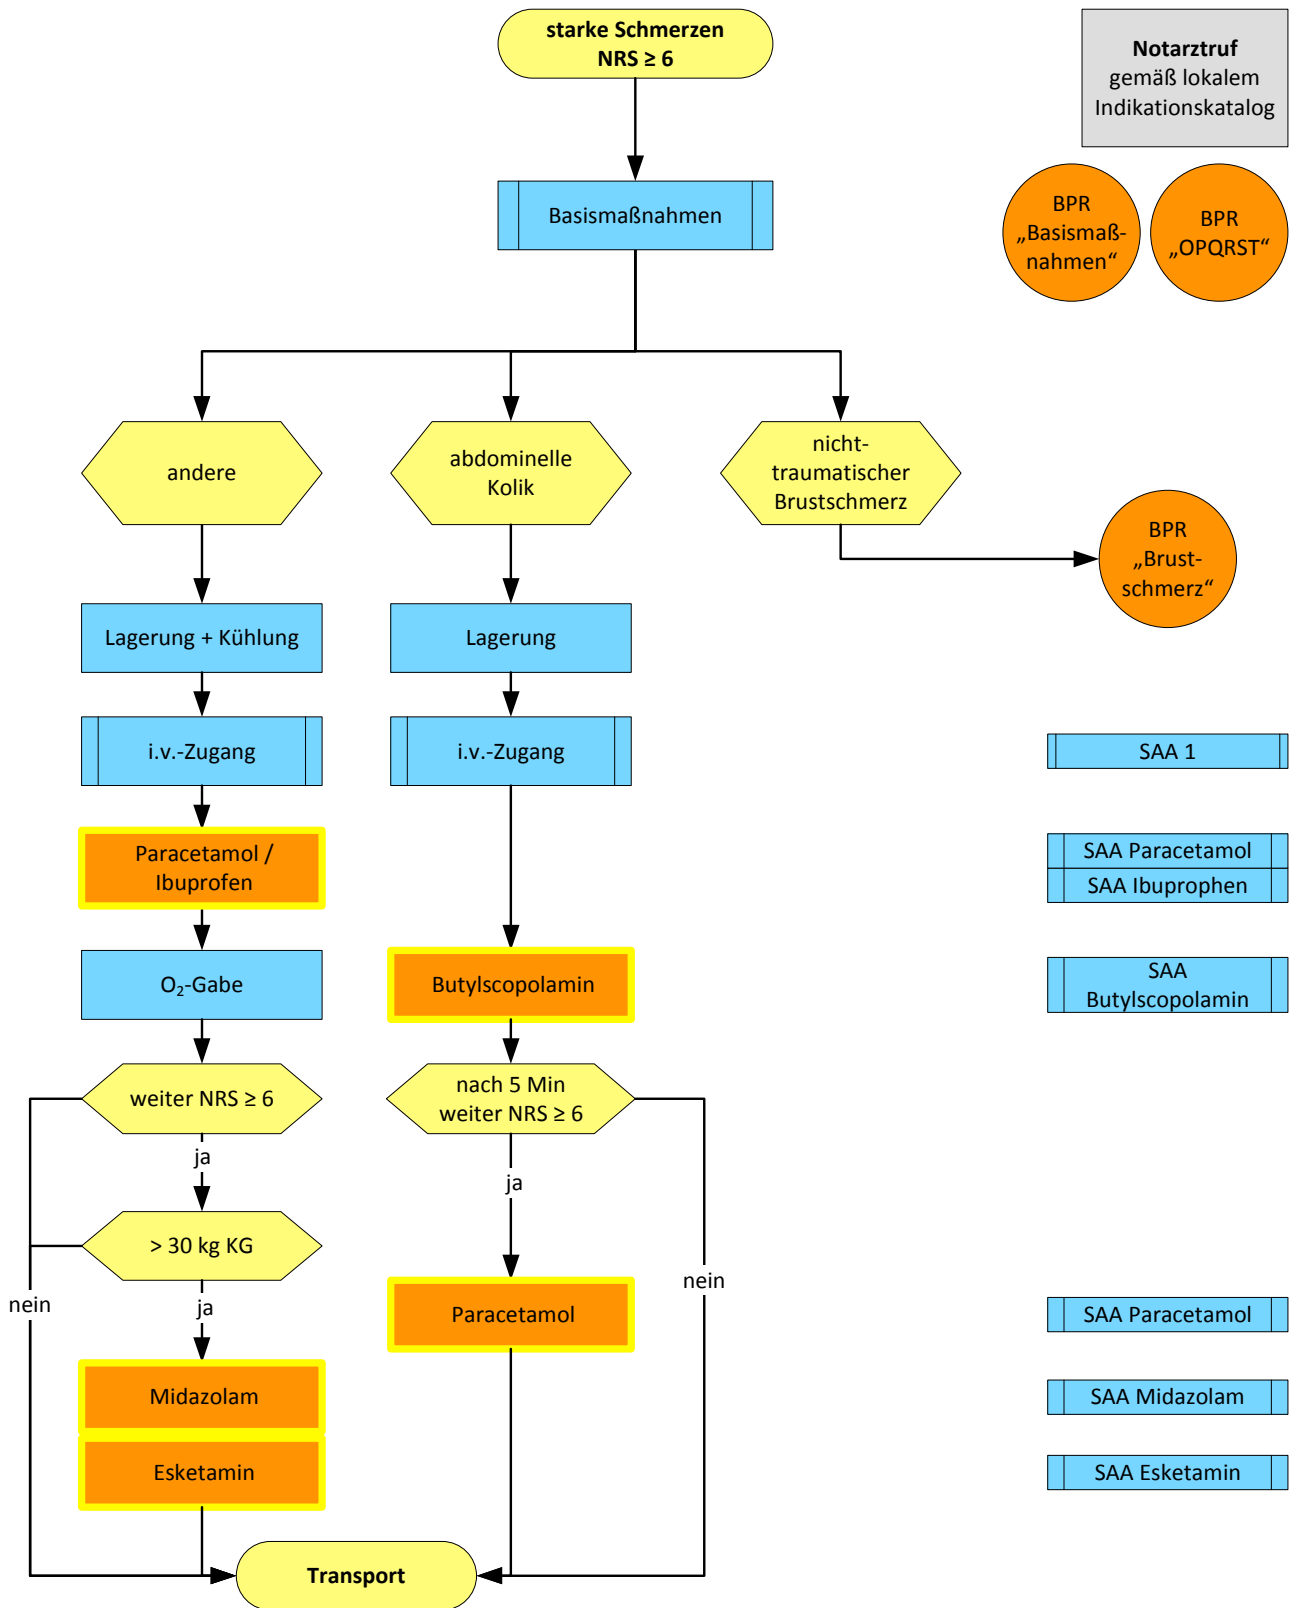 starke Schmerzen
NRS ≥ 6
Notarztruf
gemäß lokalem
Indikationskatalog
Basismaßnahmen
BPR
„Basismaß-
nahmen“
BPR
„OPQRST“
andere
abdominelle
Kolik
nicht-
traumatischer
Brustschmerz
BPR
„Brust-
schmerz“
Lagerung + Kühlung
Lagerung
i.v.-Zugang
i.v.-Zugang
SAA 1
Paracetamol /
Ibuprofen
SAA Paracetamol
SAA Ibuprophen
O₂-Gabe
Butylscopolamin
SAA
Butylscopolamin
weiter NRS ≥ 6
nach 5 Min
weiter NRS ≥ 6
ja
ja
> 30 kg KG
nein
ja
nein
Paracetamol
SAA Paracetamol
Midazolam
SAA Midazolam
Esketamin
SAA Esketamin
Transport